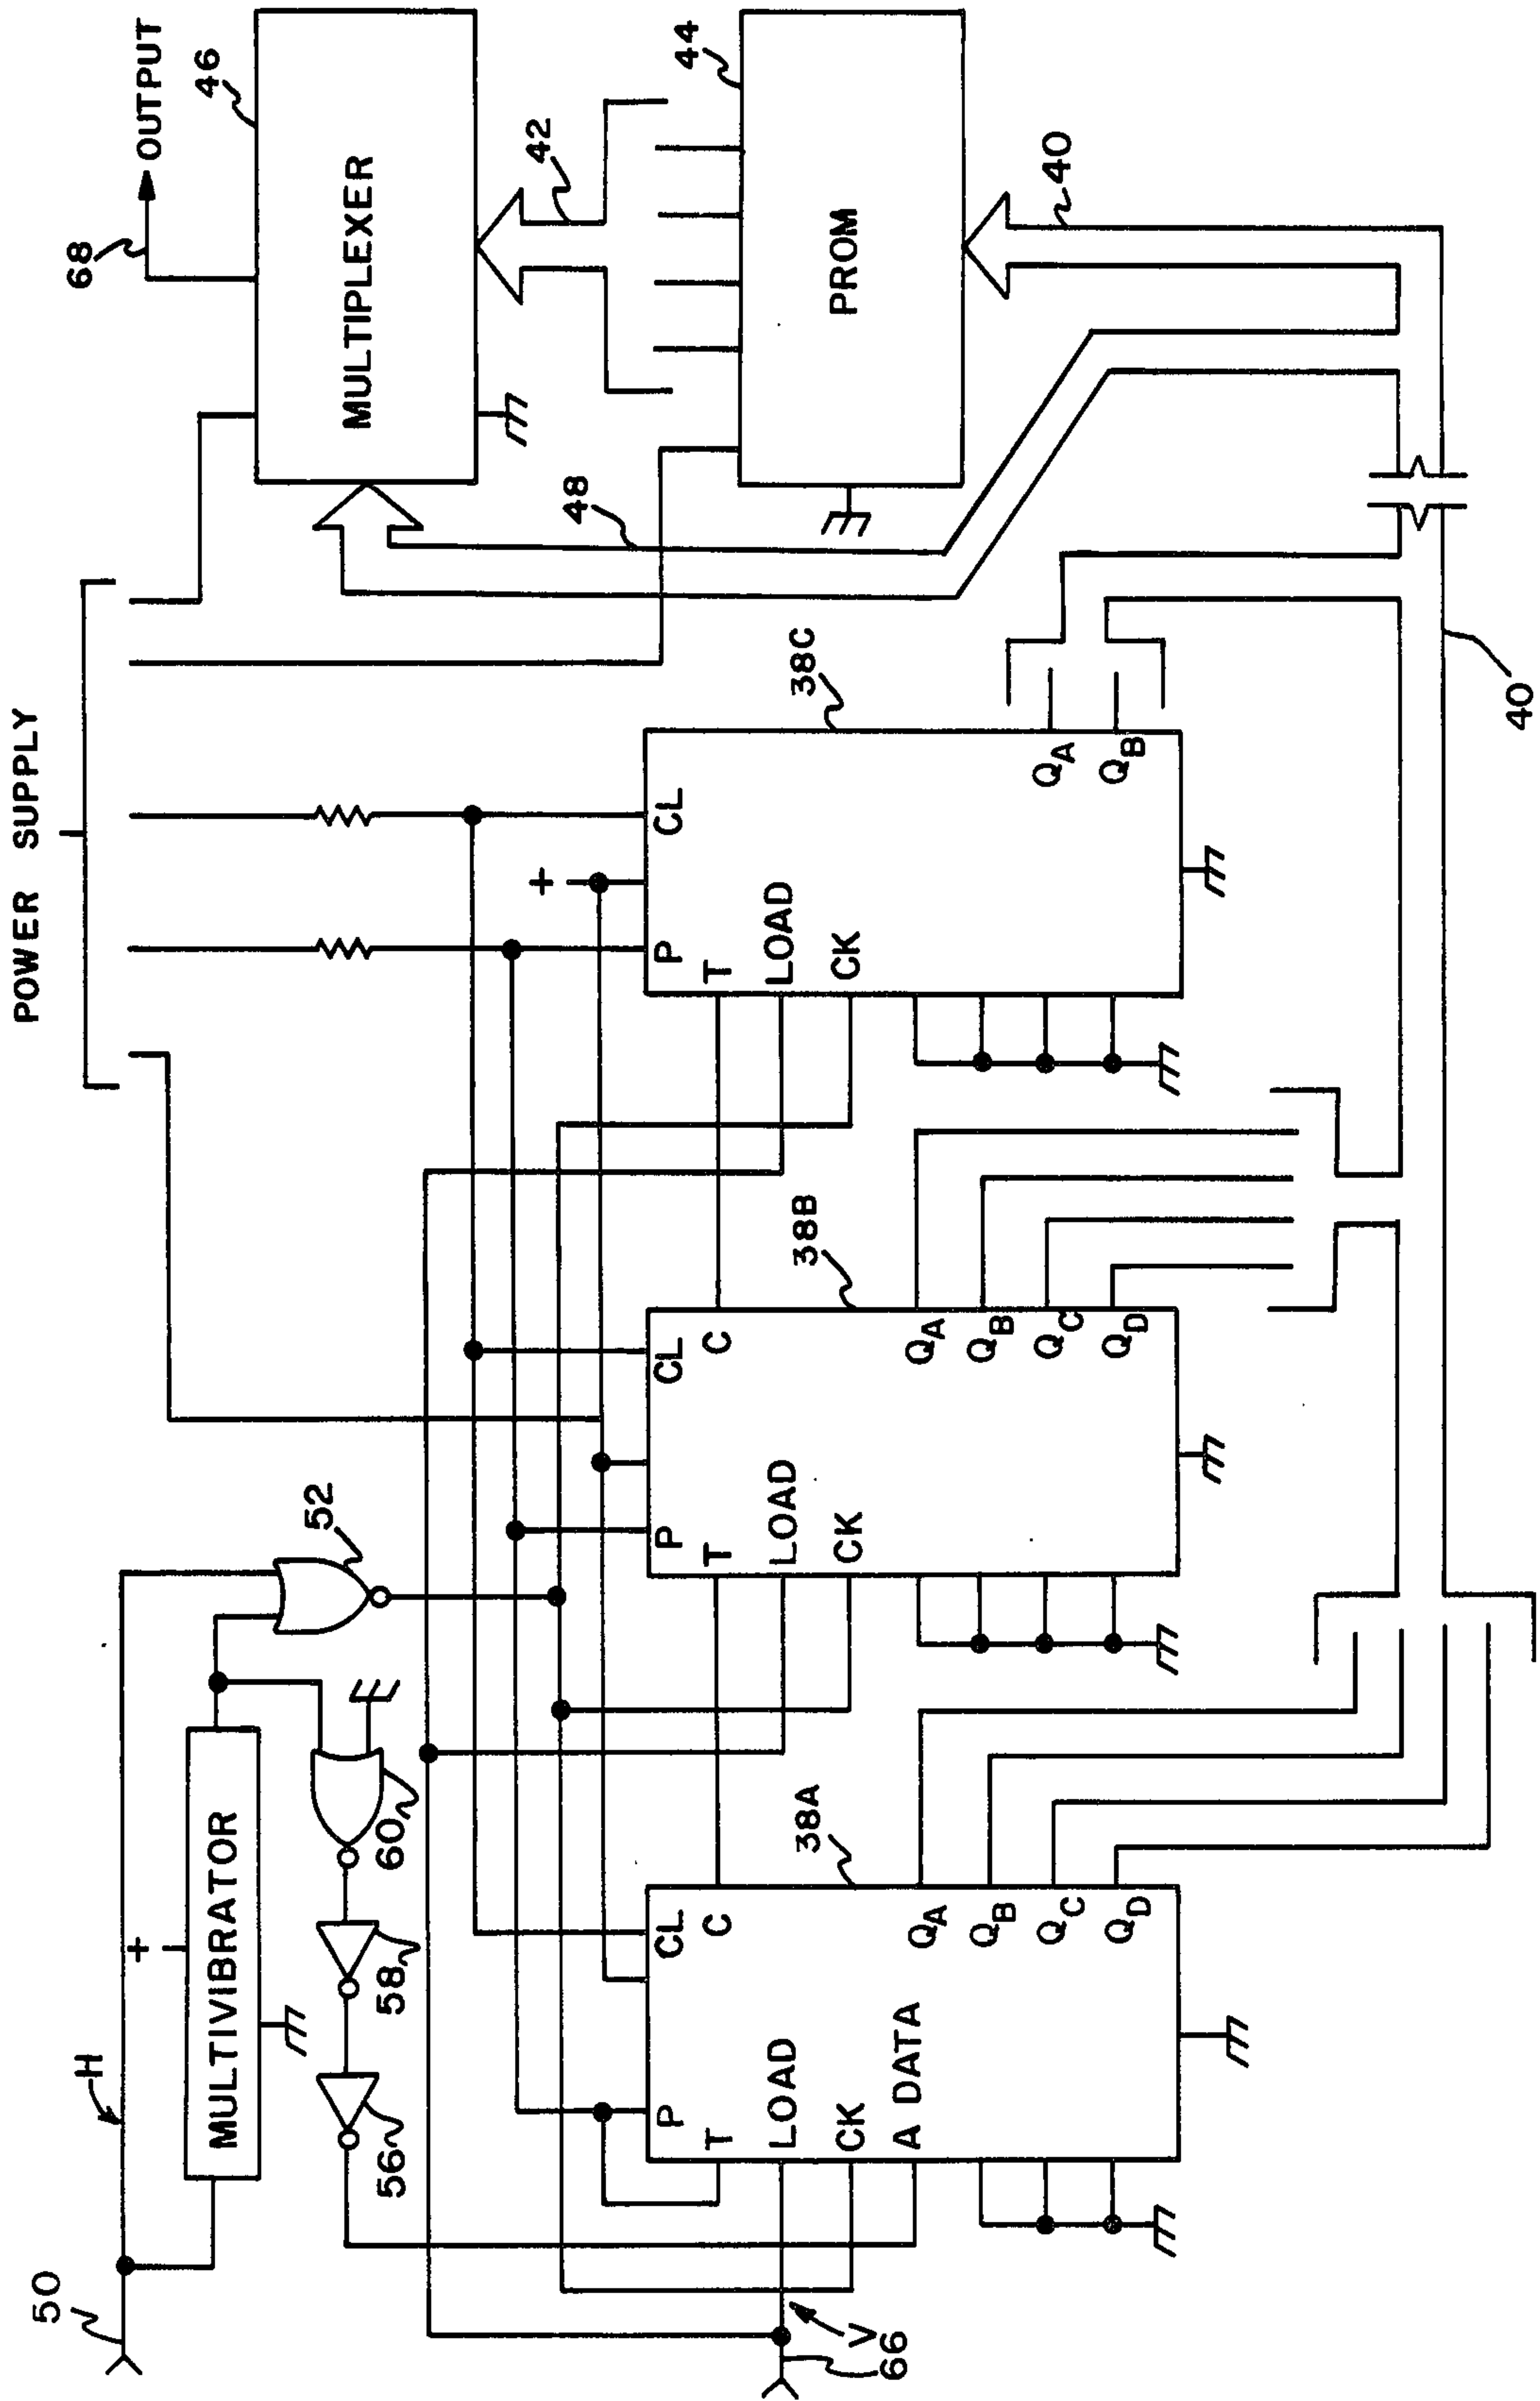 POWER SUPPLY
68
OUTPUT
46
MULTIPLEXER
42
44
PROM
40
48
50
H
+
MULTIVIBRATOR
52
60
58
56
+
38A
P
CL
T
C
LOAD
CK
A DATA
QA
QB
QC
QD
38B
P
CL
T
C
LOAD
CK
QA
QB
QC
QD
38C
P
CL
T
LOAD
CK
QA
QB
V
66
40